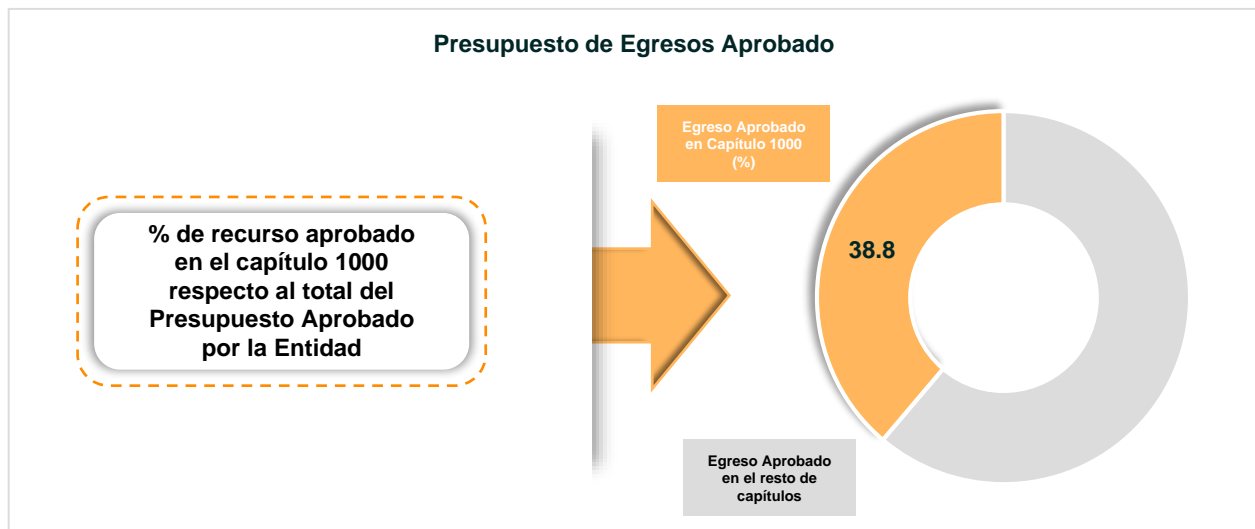 Presupuesto de Egresos Aprobado
% de recurso aprobado
en el capítulo 1000
respecto al total del
Presupuesto Aprobado
por la Entidad
Egreso Aprobado
en Capítulo 1000
(%)
38.8
Egreso Aprobado
en el resto de
capítulos